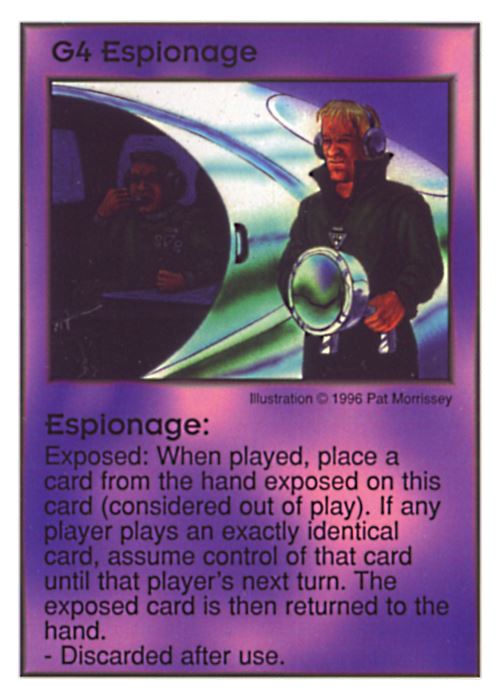 G4 Espionage
Illustration © 1996 Pat Morrissey
Espionage:
Exposed: When played, place a
card from the hand exposed on this
card (considered out of play). If any
player plays an exactly identical
card, assume control of that card
until that player's next turn. The
exposed card is then returned to the
hand.
- Discarded after use.